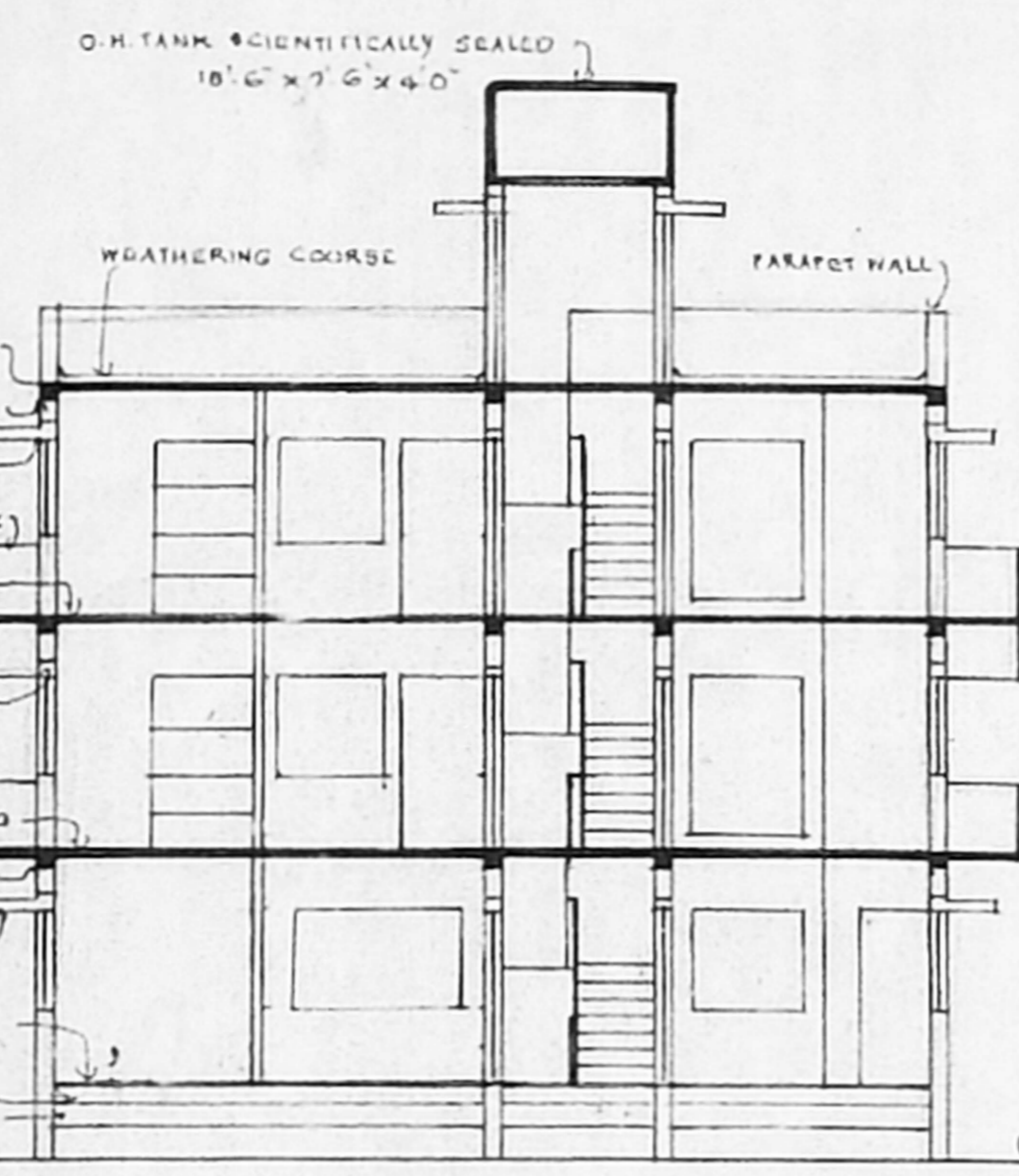 O.H. TANK SCIENTIFICALLY SEALED
18'.6" x 7'.6" x 4'.0"
WEATHERING COURSE
PARAPET WALL